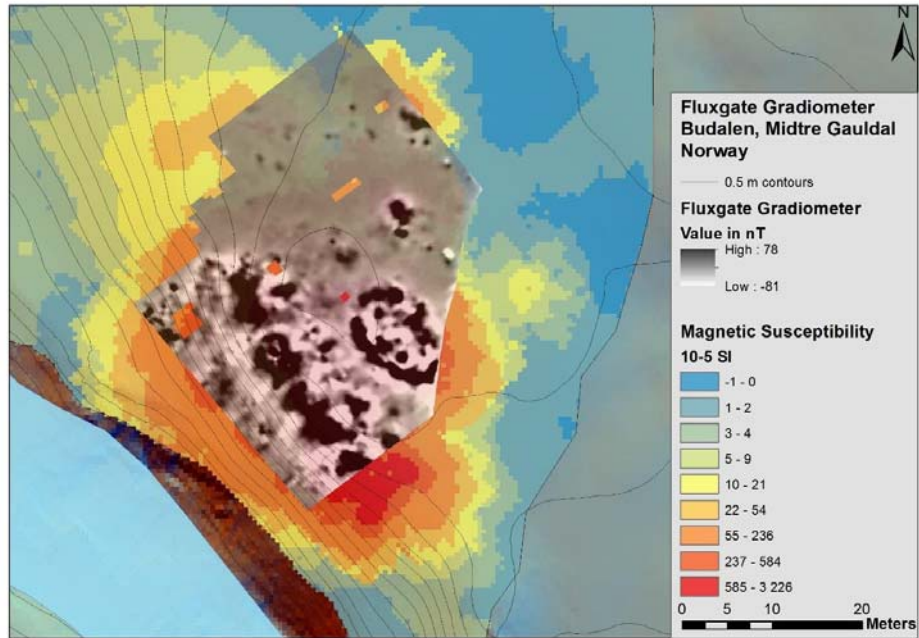 N
Fluxgate Gradiometer
Budalen, Midtre Gauldal
Norway
0.5 m contours
Fluxgate Gradiometer
Value in nT
High : 78
Low : -81
Magnetic Susceptibility
10-5 SI
-1 - 0
1 - 2
3 - 4
5 - 9
10 - 21
22 - 54
55 - 236
237 - 584
585 - 3 226
0 5 10 20
Meters